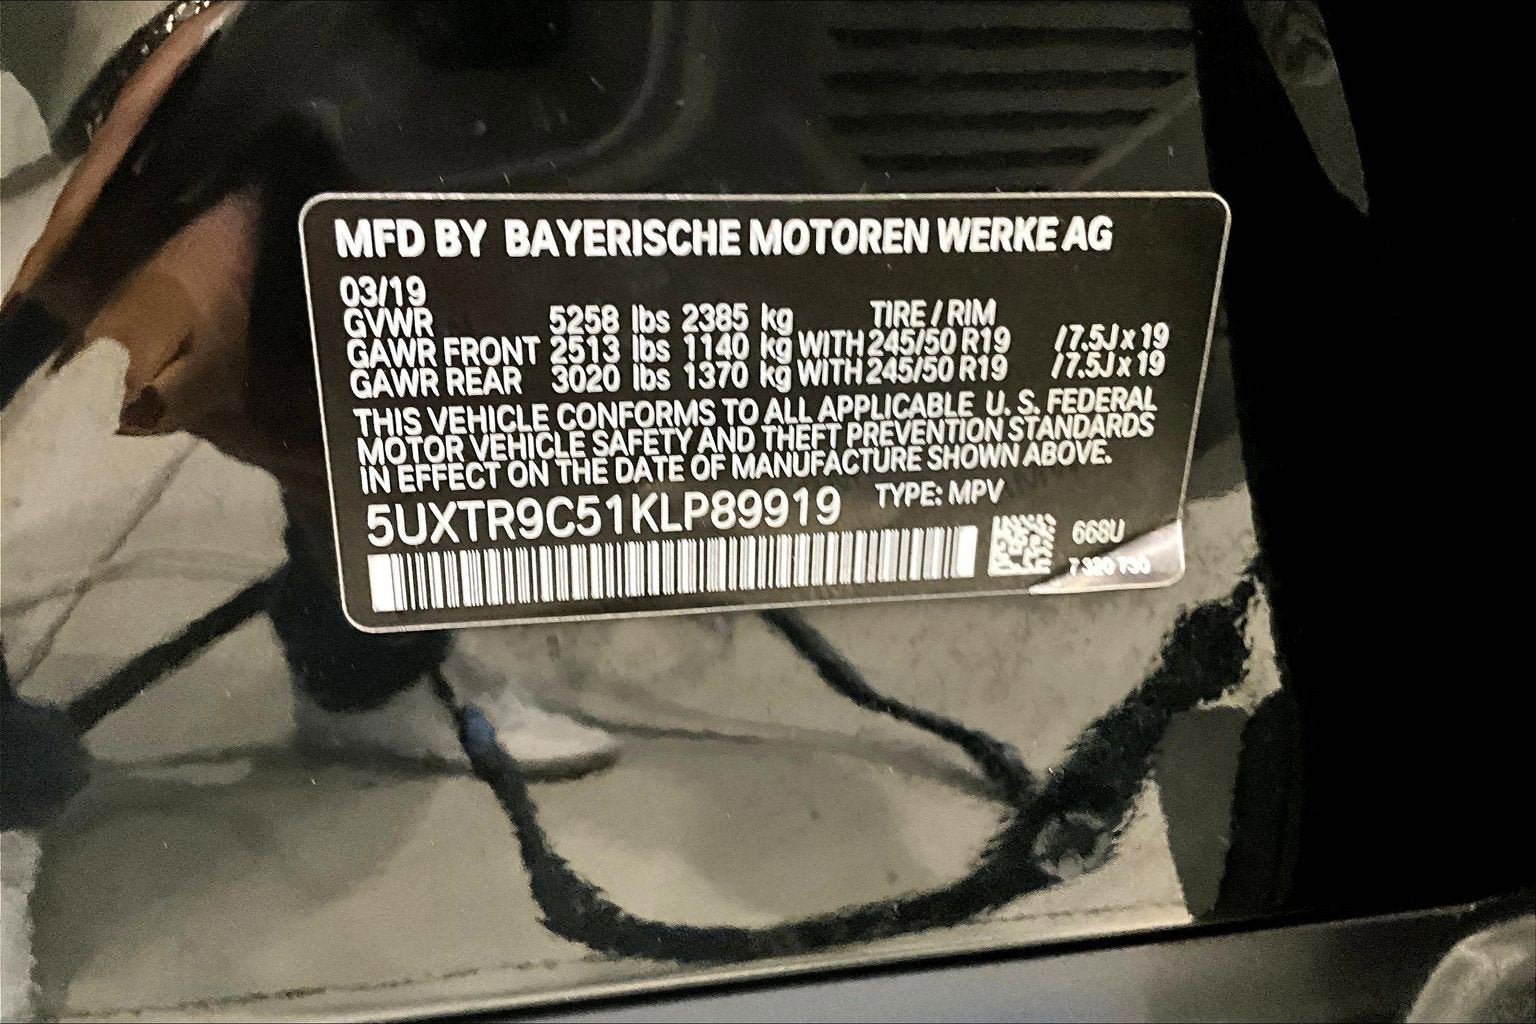 MFD BY BAYERISCHE MOTOREN WERKE AG
03/19
GVWR 5258 lbs 2385 kg TIRE / RIM
GAWR FRONT 2513 lbs 1140 kg WITH 245/50 R19 /7.5J x 19
GAWR REAR 3020 lbs 1370 kg WITH 245/50 R19 /7.5J x 19
THIS VEHICLE CONFORMS TO ALL APPLICABLE U. S. FEDERAL
MOTOR VEHICLE SAFETY AND THEFT PREVENTION STANDARDS
IN EFFECT ON THE DATE OF MANUFACTURE SHOWN ABOVE.
5UXTR9C51KLP89919 TYPE: MPV
668U